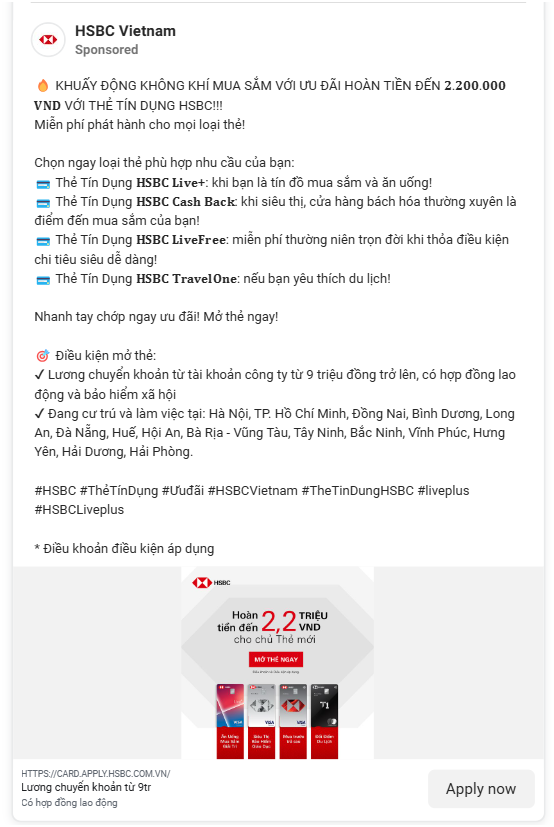 HSBC Vietnam
Sponsored
🔥 KHUẤY ĐỘNG KHÔNG KHÍ MUA SẮM VỚI ƯU ĐÃI HOÀN TIỀN ĐẾN 2.200.000
VND VỚI THẺ TÍN DỤNG HSBC!!!
Miễn phí phát hành cho mọi loại thẻ!
Chọn ngay loại thẻ phù hợp nhu cầu của bạn:
💳 Thẻ Tín Dụng HSBC Live+: khi bạn là tín đồ mua sắm và ăn uống!
💳 Thẻ Tín Dụng HSBC Cash Back: khi siêu thị, cửa hàng bách hóa thường xuyên là
điểm đến mua sắm của bạn!
💳 Thẻ Tín Dụng HSBC LiveFree: miễn phí thường niên trọn đời khi thỏa điều kiện
chi tiêu siêu dễ dàng!
💳 Thẻ Tín Dụng HSBC TravelOne: nếu bạn yêu thích du lịch!
Nhanh tay chớp ngay ưu đãi! Mở thẻ ngay!
🎯 Điều kiện mở thẻ:
✔ Lương chuyển khoản từ tài khoản công ty từ 9 triệu đồng trở lên, có hợp đồng lao
động và bảo hiểm xã hội
✔ Đang cư trú và làm việc tại: Hà Nội, TP. Hồ Chí Minh, Đồng Nai, Bình Dương, Long
An, Đà Nẵng, Huế, Hội An, Bà Rịa - Vũng Tàu, Tây Ninh, Bắc Ninh, Vĩnh Phúc, Hưng
Yên, Hải Dương, Hải Phòng.
#HSBC #ThẻTínDụng #Ưuđãi #HSBCVietnam #TheTinDungHSBC #liveplus
#HSBCLiveplus
* Điều khoản điều kiện áp dụng
HSBC
Hoàn tiền đến 2,2 TRIỆU VND
cho chủ Thẻ mới
MỞ THẺ NGAY
VISA VISA VISA T1
Ăn Uống Mua Sắm Giải Trí
Siêu Thị Bảo Hiểm Giáo Dục
Mua trước trả sau
Đổi Điểm Du Lịch
HTTPS://CARD.APPLY.HSBC.COM.VN/
Lương chuyển khoản từ 9tr
Có hợp đồng lao động
Apply now